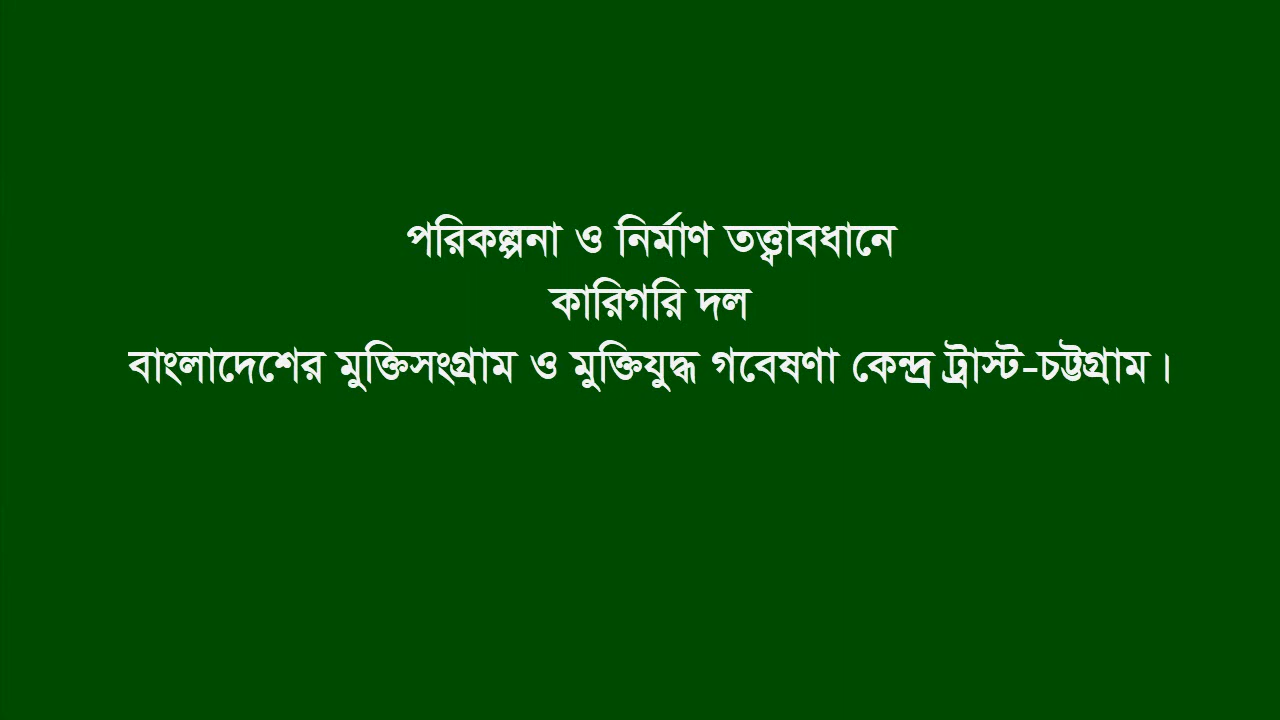 পরিকল্পনা ও নির্মাণ তত্ত্বাবধানে
কারিগরি দল
বাংলাদেশের মুক্তিসংগ্রাম ও মুক্তিযুদ্ধ গবেষণা কেন্দ্র ট্রাস্ট-চট্টগ্রাম।